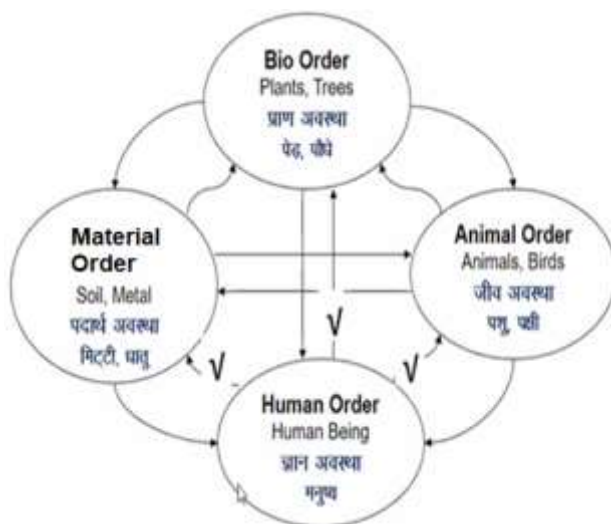 Bio Order
Plants, Trees
प्राण अवस्था
पेढ़, पौधे
Material
Order
Soil, Metal
पदार्थ अवस्था
मिट्टी, धातू
Animal Order
Animals, Birds
जीव अवस्था
पशू, पक्षी
√
√
√
Human Order
Human Being
ज्ञान अवस्था
मनुष्य